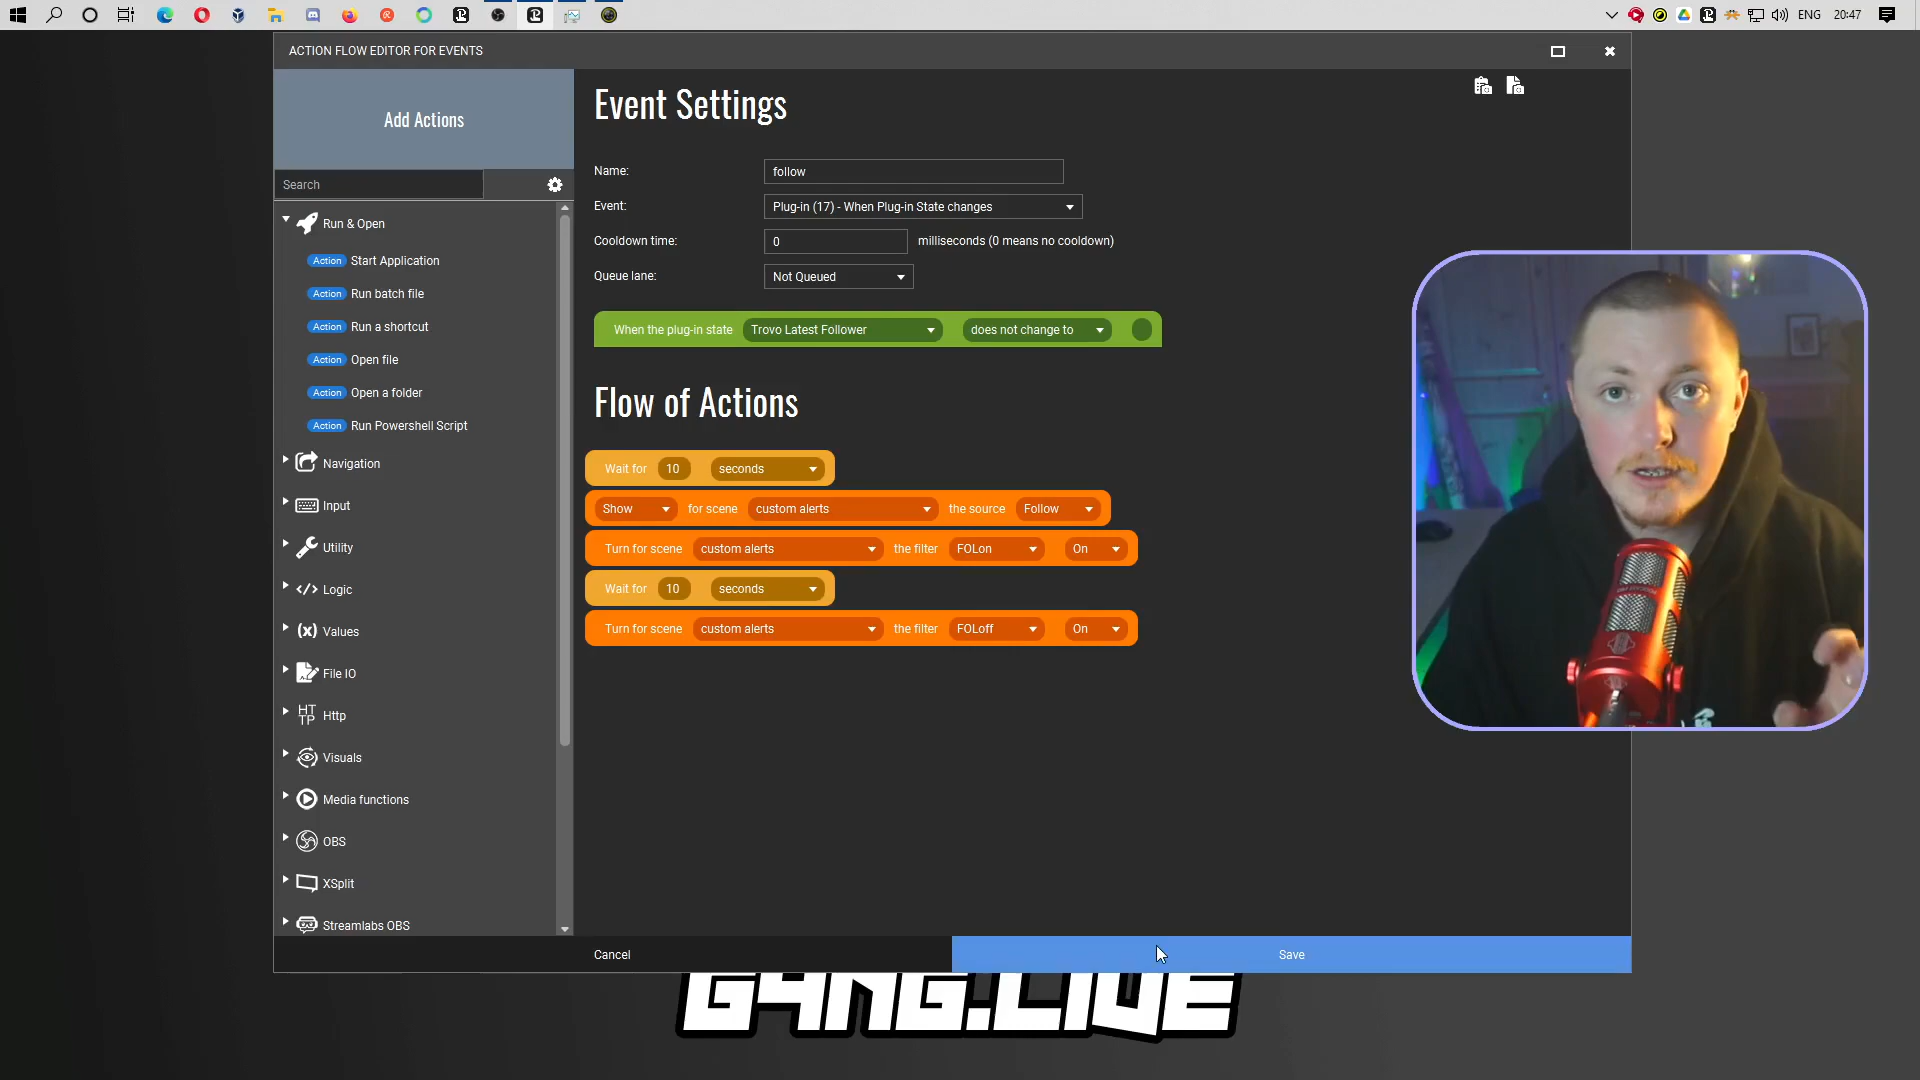 ENG 20:47
ACTION FLOW EDITOR FOR EVENTS
Add Actions
Search
Run & Open
Action Start Application
Action Run batch file
Action Run a shortcut
Action Open file
Action Open a folder
Action Run Powershell Script
Navigation
Input
Utility
Logic
Values
File IO
HTTP Http
Visuals
Media functions
OBS
XSplit
Streamlabs OBS
Event Settings
Name: follow
Event: Plug-in (17) - When Plug-in State changes
Cooldown time: 0 milliseconds (0 means no cooldown)
Queue lane: Not Queued
When the plug-in state Trovo Latest Follower does not change to
Flow of Actions
Wait for 10 seconds
Show for scene custom alerts the source Follow
Turn for scene custom alerts the filter FOLon On
Wait for 10 seconds
Turn for scene custom alerts the filter FOLoff On
Cancel Save
G4NG.LIVE